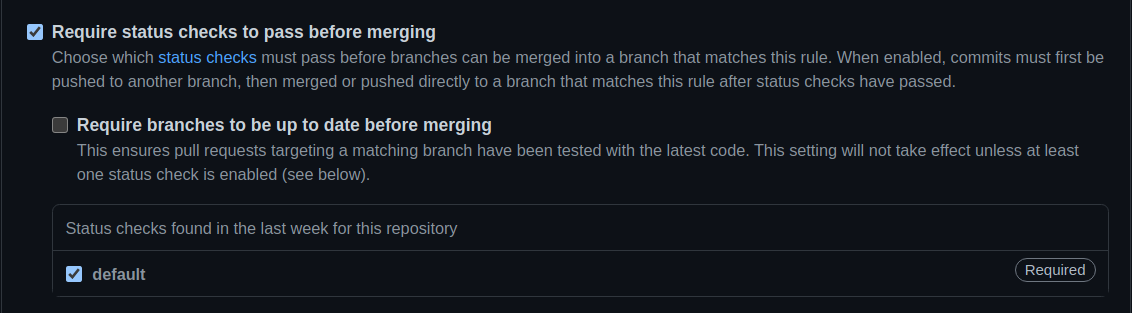 Require status checks to pass before merging
Choose which status checks must pass before branches can be merged into a branch that matches this rule. When enabled, commits must first be
pushed to another branch, then merged or pushed directly to a branch that matches this rule after status checks have passed.
Require branches to be up to date before merging
This ensures pull requests targeting a matching branch have been tested with the latest code. This setting will not take effect unless at least
one status check is enabled (see below).
Status checks found in the last week for this repository
default Required